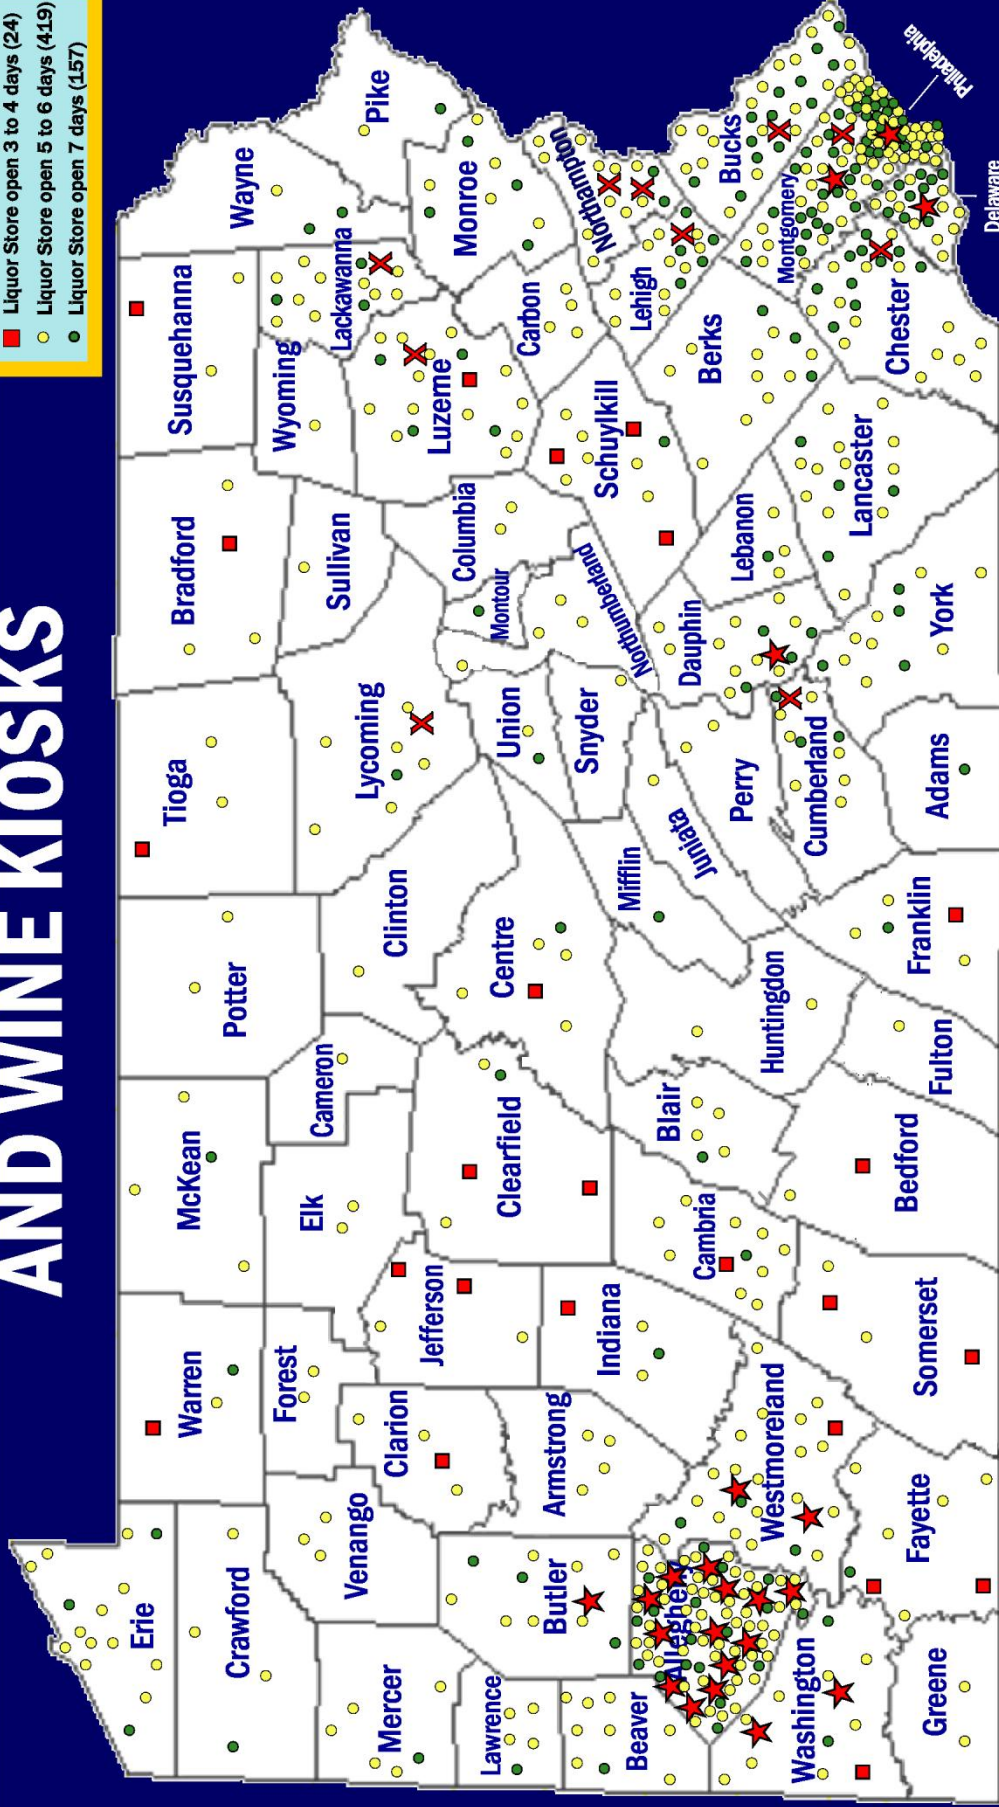 AND WINE KIOSKS
Liquor Store open 3 to 4 days (24)
Liquor Store open 5 to 6 days (419)
Liquor Store open 7 days (157)
Erie
Crawford
Mercer
Lawrence
Beaver
Washington
Greene
Warren
Forest
Venango
Butler
Allegheny
Clarion
Armstrong
Westmoreland
Fayette
McKean
Elk
Jefferson
Indiana
Cambria
Somerset
Potter
Cameron
Clearfield
Blair
Bedford
Tioga
Clinton
Centre
Huntingdon
Fulton
Lycoming
Union
Snyder
Mifflin
Juniata
Perry
Cumberland
Franklin
Adams
Bradford
Sullivan
Columbia
Montour
Northumberland
Dauphin
Lebanon
York
Susquehanna
Wyoming
Luzerne
Schuylkill
Lancaster
Wayne
Lackawanna
Carbon
Lehigh
Berks
Chester
Pike
Monroe
Northampton
Bucks
Montgomery
Philadelphia
Delaware